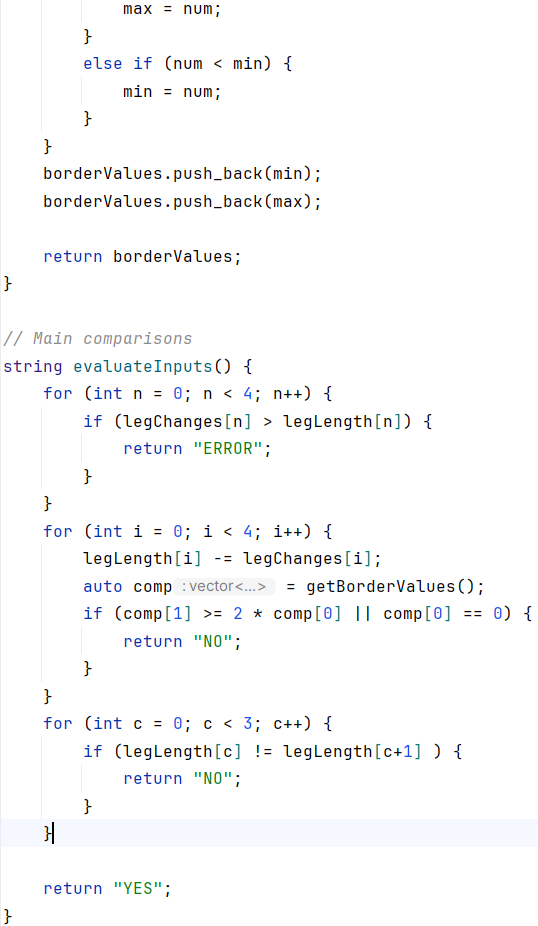 max = num;
}
else if (num < min) {
min = num;
}
}
borderValues.push_back(min);
borderValues.push_back(max);
return borderValues;
}
// Main comparisons
string evaluateInputs() {
for (int n = 0; n < 4; n++) {
if (legChanges[n] > legLength[n]) {
return "ERROR";
}
}
for (int i = 0; i < 4; i++) {
legLength[i] -= legChanges[i];
auto comp : vector<...> = getBorderValues();
if (comp[1] >= 2 * comp[0] || comp[0] == 0) {
return "NO";
}
}
for (int c = 0; c < 3; c++) {
if (legLength[c] != legLength[c+1] ) {
return "NO";
}
}
return "YES";
}